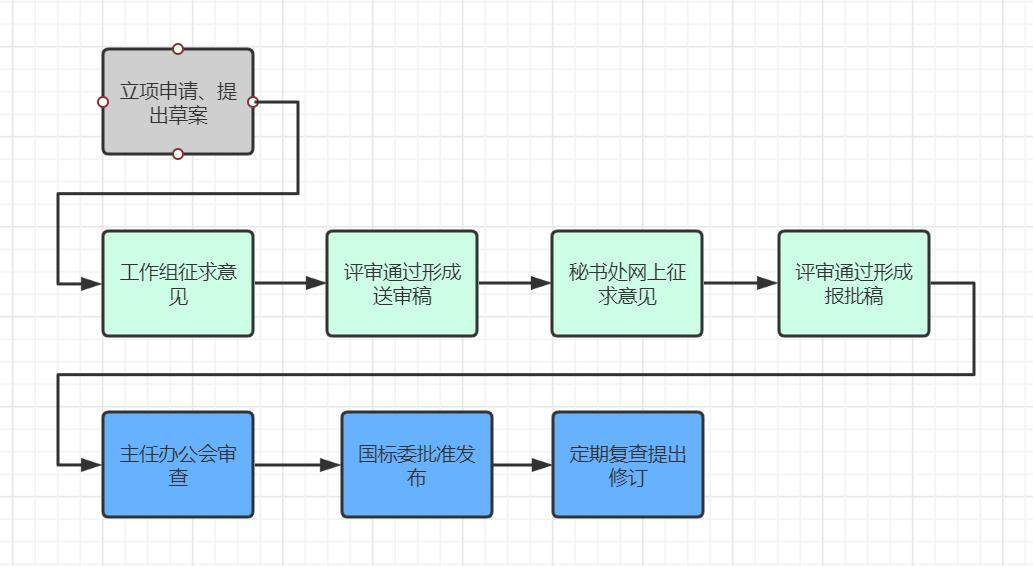 立项申请、提
出草案
工作组征求意
见
评审通过形成
送审稿
秘书处网上征
求意见
评审通过形成
报批稿
主任办公会审
查
国标委批准发
布
定期复查提出
修订